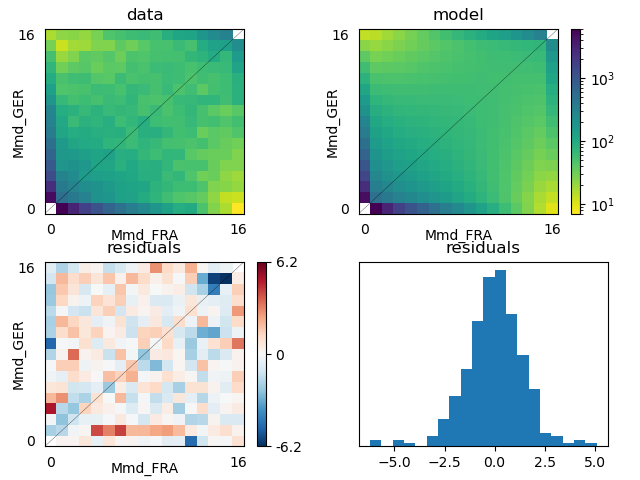 data
model
16
Mmd_GER
0
0
Mmd_FRA
16
16
Mmd_GER
0
0
Mmd_FRA
16
10³
10²
10¹
residuals
residuals
16
Mmd_GER
0
0
Mmd_FRA
16
6.2
0
-6.2
−5.0
−2.5
0.0
2.5
5.0